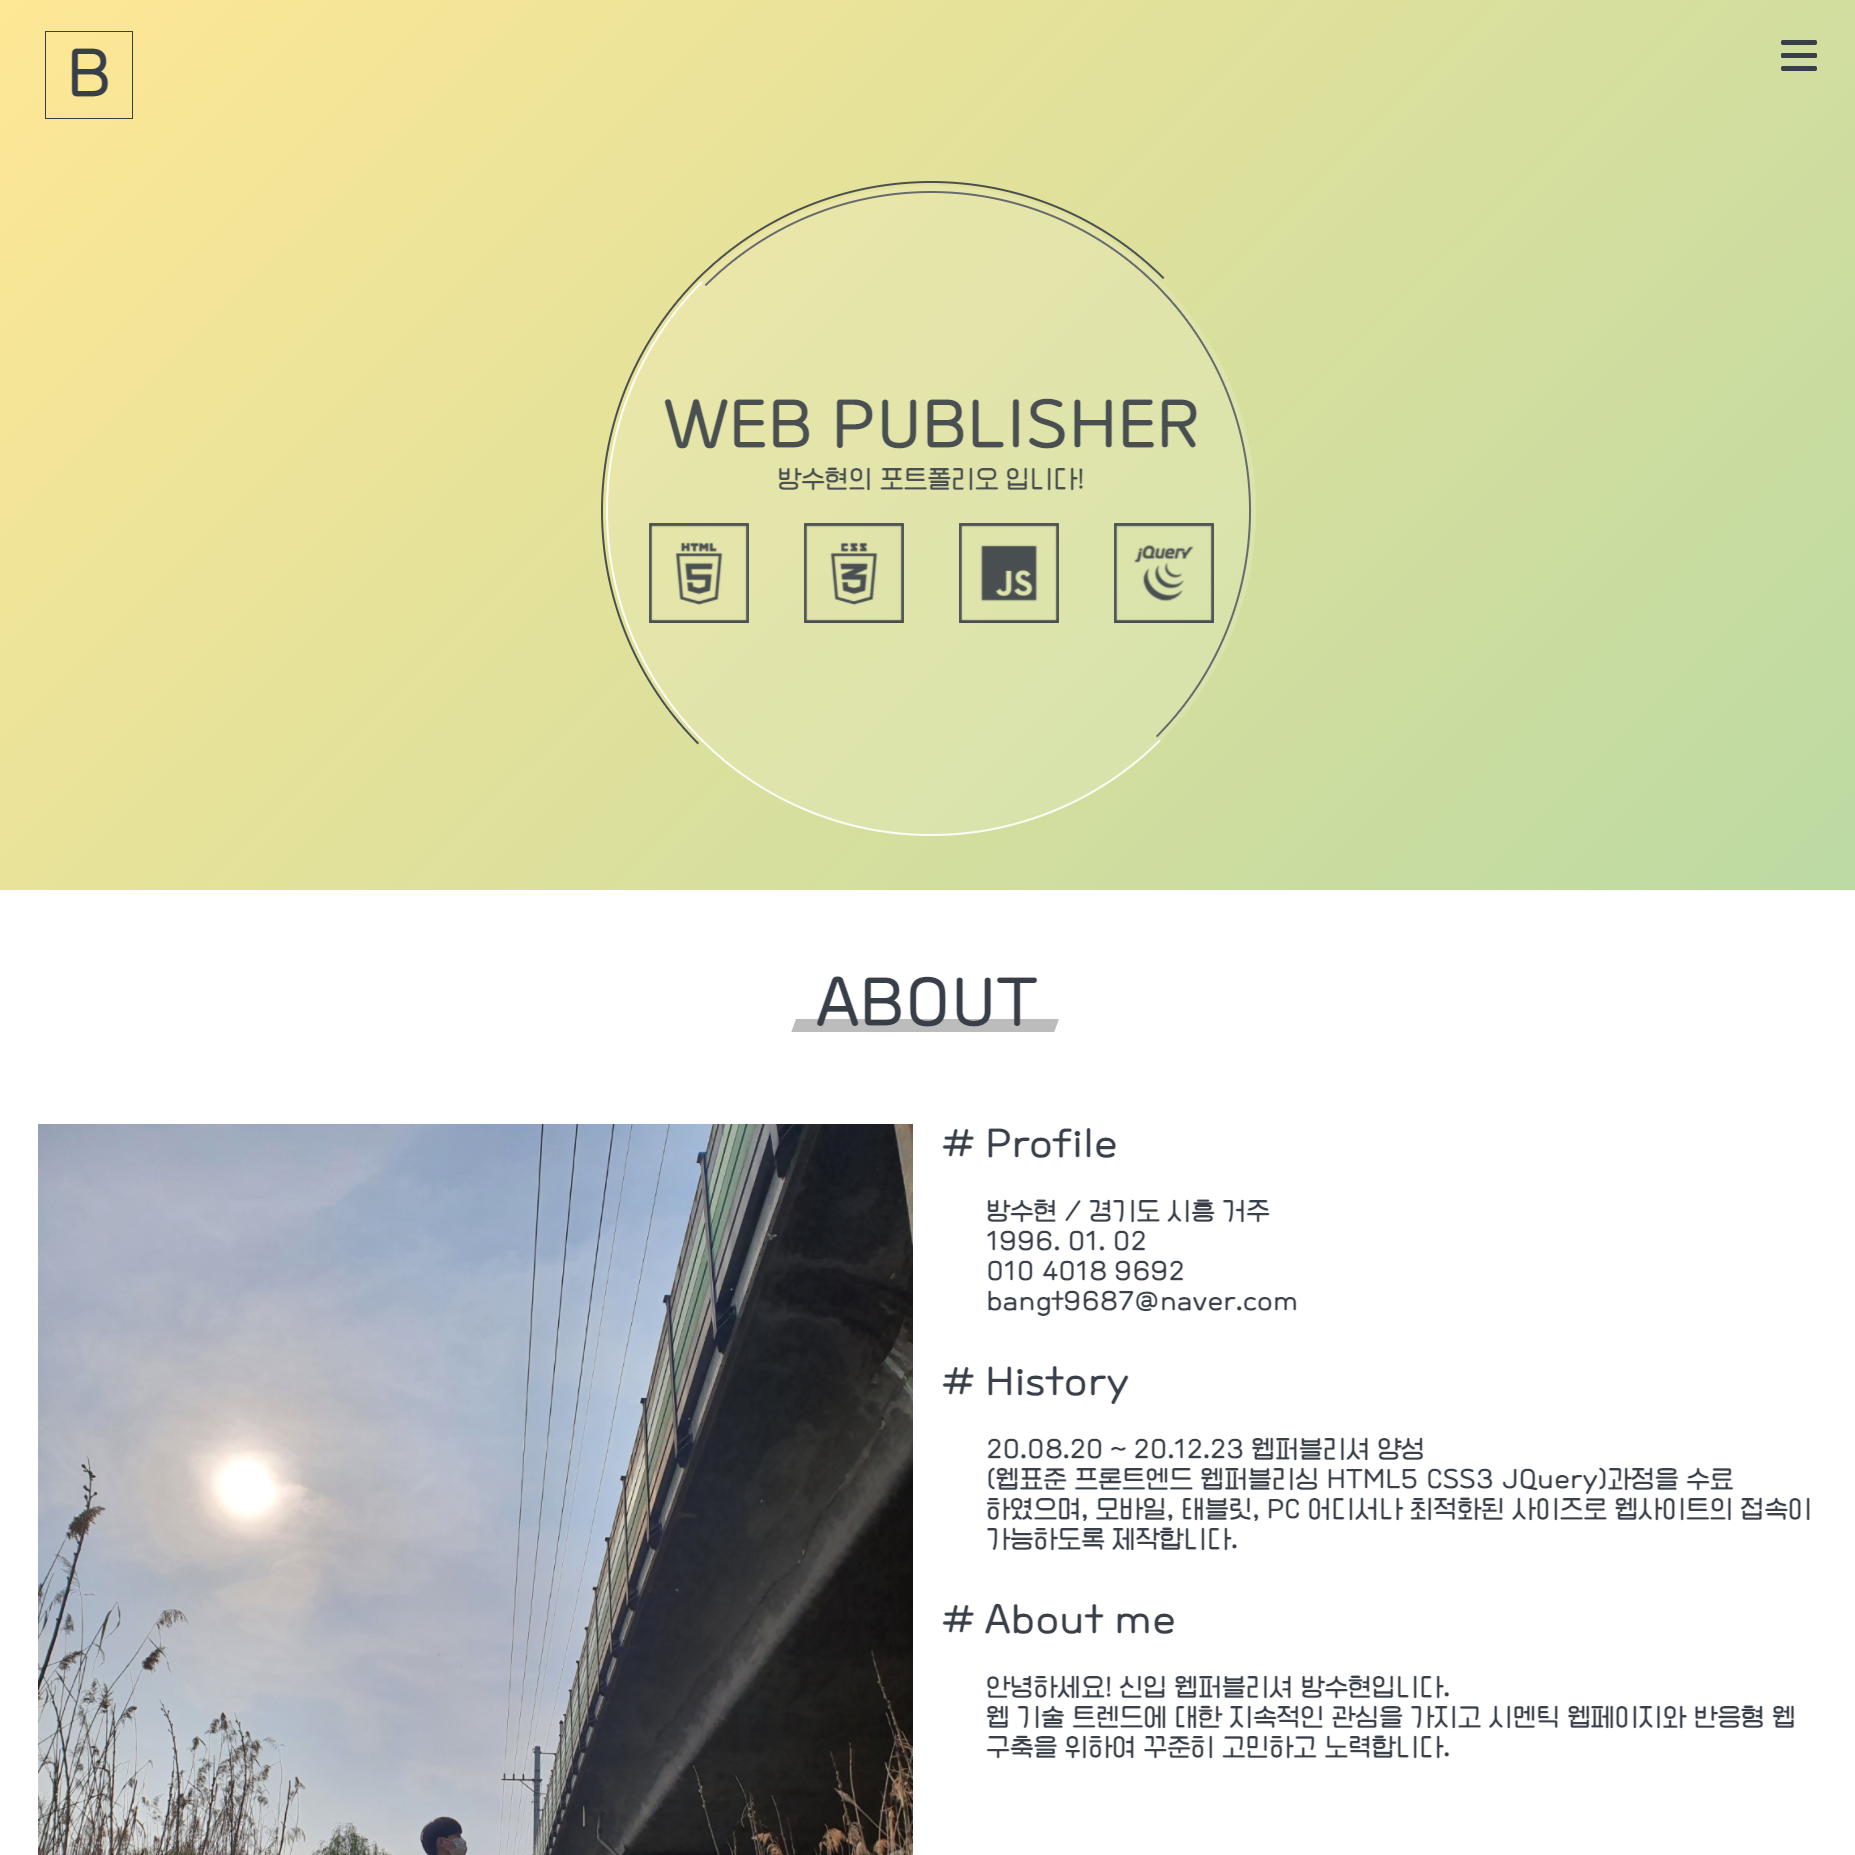 B
WEB PUBLISHER
방수현의 포트폴리오 입니다!
HTML 5
CSS 3
JS
jQuery
ABOUT
# Profile
방수현 / 경기도 시흥 거주
1996. 01. 02
010 4018 9692
bangt9687@naver.com
# History
20.08.20 ~ 20.12.23 웹퍼블리셔 양성
(웹표준 프론트엔드 웹퍼블리싱 HTML5 CSS3 JQuery)과정을 수료
하였으며, 모바일, 태블릿, PC 어디서나 최적화된 사이즈로 웹사이트의 접속이
가능하도록 제작합니다.
# About me
안녕하세요! 신입 웹퍼블리셔 방수현입니다.
웹 기술 트렌드에 대한 지속적인 관심을 가지고 시멘틱 웹페이지와 반응형 웹
구축을 위하여 꾸준히 고민하고 노력합니다.